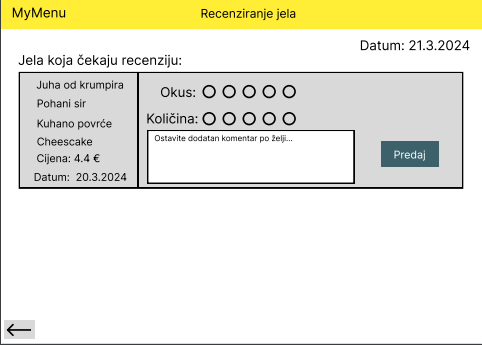 MyMenu
Recenziranje jela
Datum: 21.3.2024
Jela koja čekaju recenziju:
Juha od krumpira
Pohani sir
Kuhano povrće
Cheescake
Cijena: 4.4 €
Datum: 20.3.2024
Okus:
Količina:
Ostavite dodatan komentar po želji...
Predaj